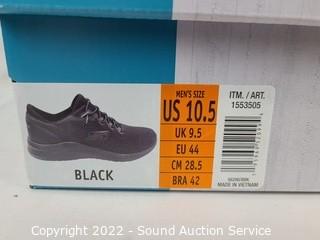 MEN'S SIZE
US 10.5
UK 9.5
EU 44
CM 28.5
BRA 42
BLACK
ITM. / ART.
1553505
MADE IN VIETNAM
Copyright 2022 - Sound Auction Service